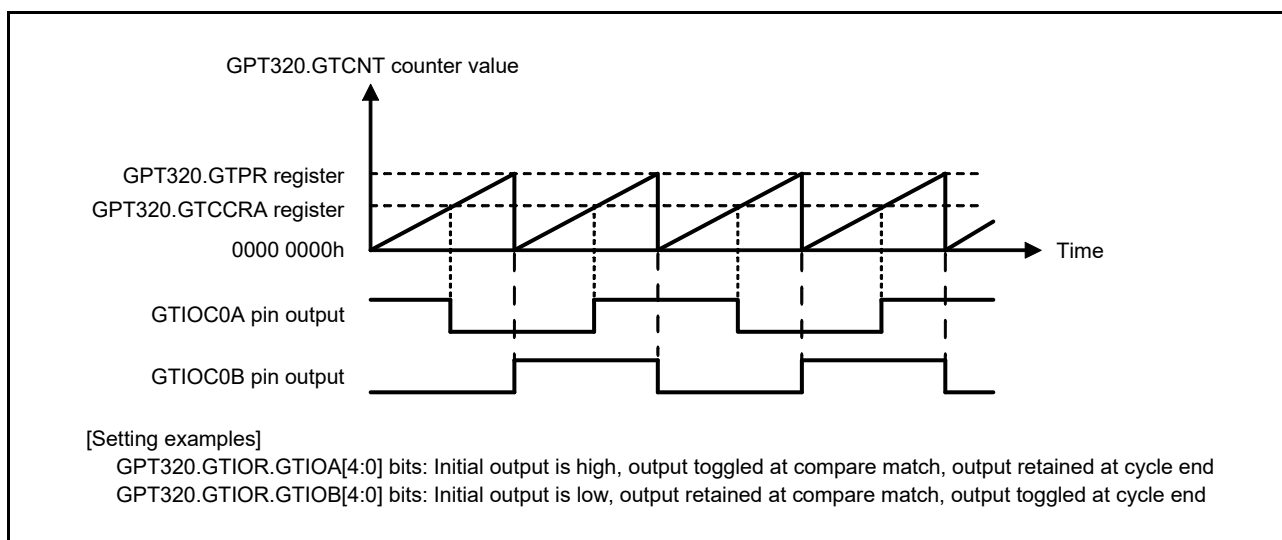 GPT320.GTCNT counter value
GPT320.GTPR register
GPT320.GTCCRA register
0000 0000h
Time
GTIOC0A pin output
GTIOC0B pin output
[Setting examples]
GPT320.GTIOR.GTIOA[4:0] bits: Initial output is high, output toggled at compare match, output retained at cycle end
GPT320.GTIOR.GTIOB[4:0] bits: Initial output is low, output retained at compare match, output toggled at cycle end